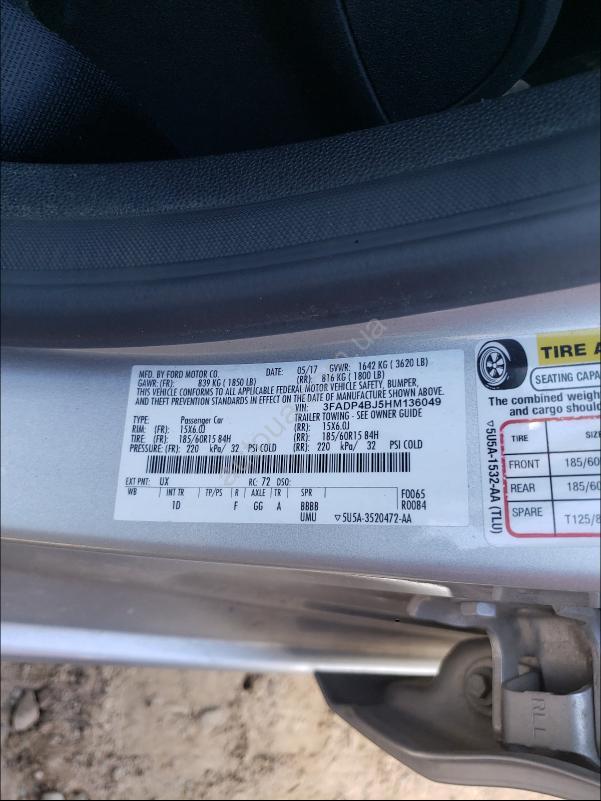 MFD. BY FORD MOTOR CO. DATE: 05/17 GVWR: 1642 KG ( 3620 LB)
GAWR: (FR): 839 KG ( 1850 LB) (RR): 816 KG ( 1800 LB)
THIS VEHICLE CONFORMS TO ALL APPLICABLE FEDERAL MOTOR VEHICLE SAFETY, BUMPER,
AND THEFT PREVENTION STANDARDS IN EFFECT ON THE DATE OF MANUFACTURE SHOWN ABOVE.
VIN: 3FADP4BJ5HM136049
TYPE: Passenger Car TRAILER TOWING - SEE OWNER MANUAL
RIM: (FR): 15X6.0J (RR): 15X6.0J
TIRE: (FR): 185/60R15 84H (RR): 185/60R15 84H
PRESSURE: (FR): 220 kPa/ 32 PSI COLD (RR): 220 kPa/ 32 PSI COLD
EXT PNT: UX RC: 72 DSO:
WB INT TR TP/PS R AXLE TR SPR F0065
1D F GG A BBBB R0084
UMU ▽5U5A-3520472-AA
TIRE A
SEATING CAPA
The combined weight
and cargo shoul
TIRE SIZ
FRONT 185/60
REAR 185/60
SPARE T125/8
▽5U5A-1532-AA (TLU)
RLL